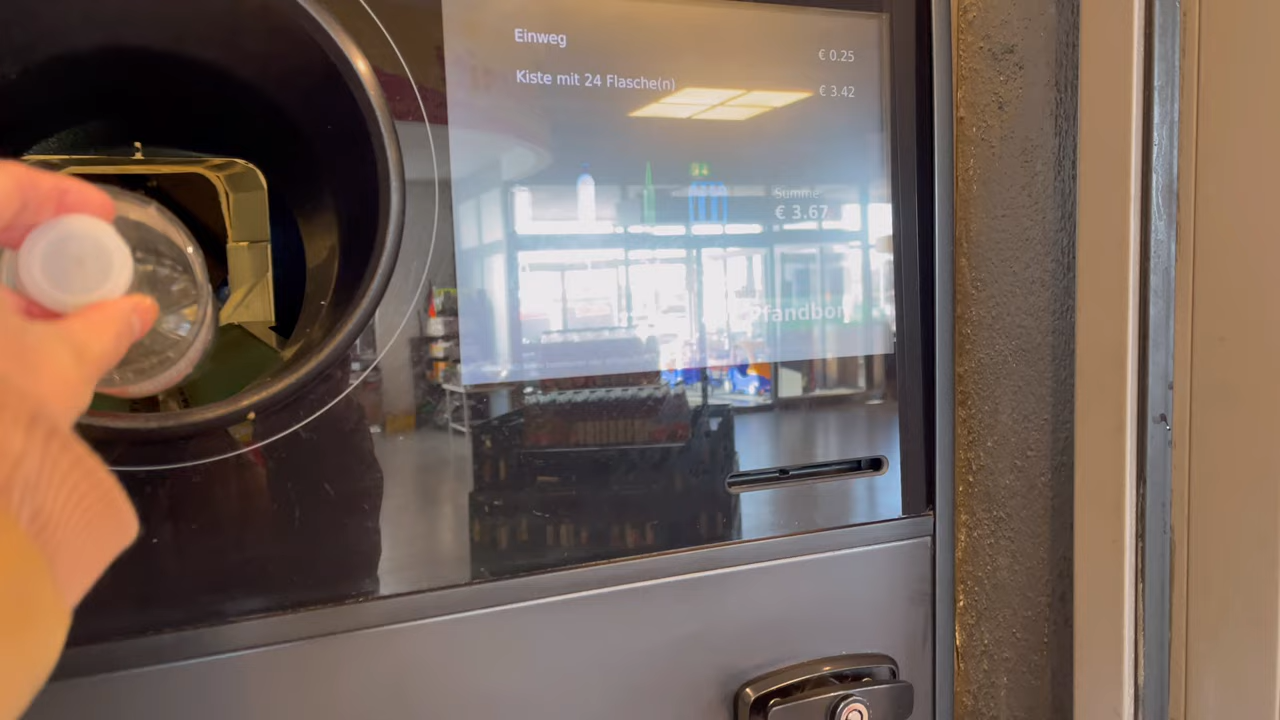 Einweg
€ 0.25
Kiste mit 24 Flasche(n)
€ 3.42
Summe
€ 3.67
Pfandbon